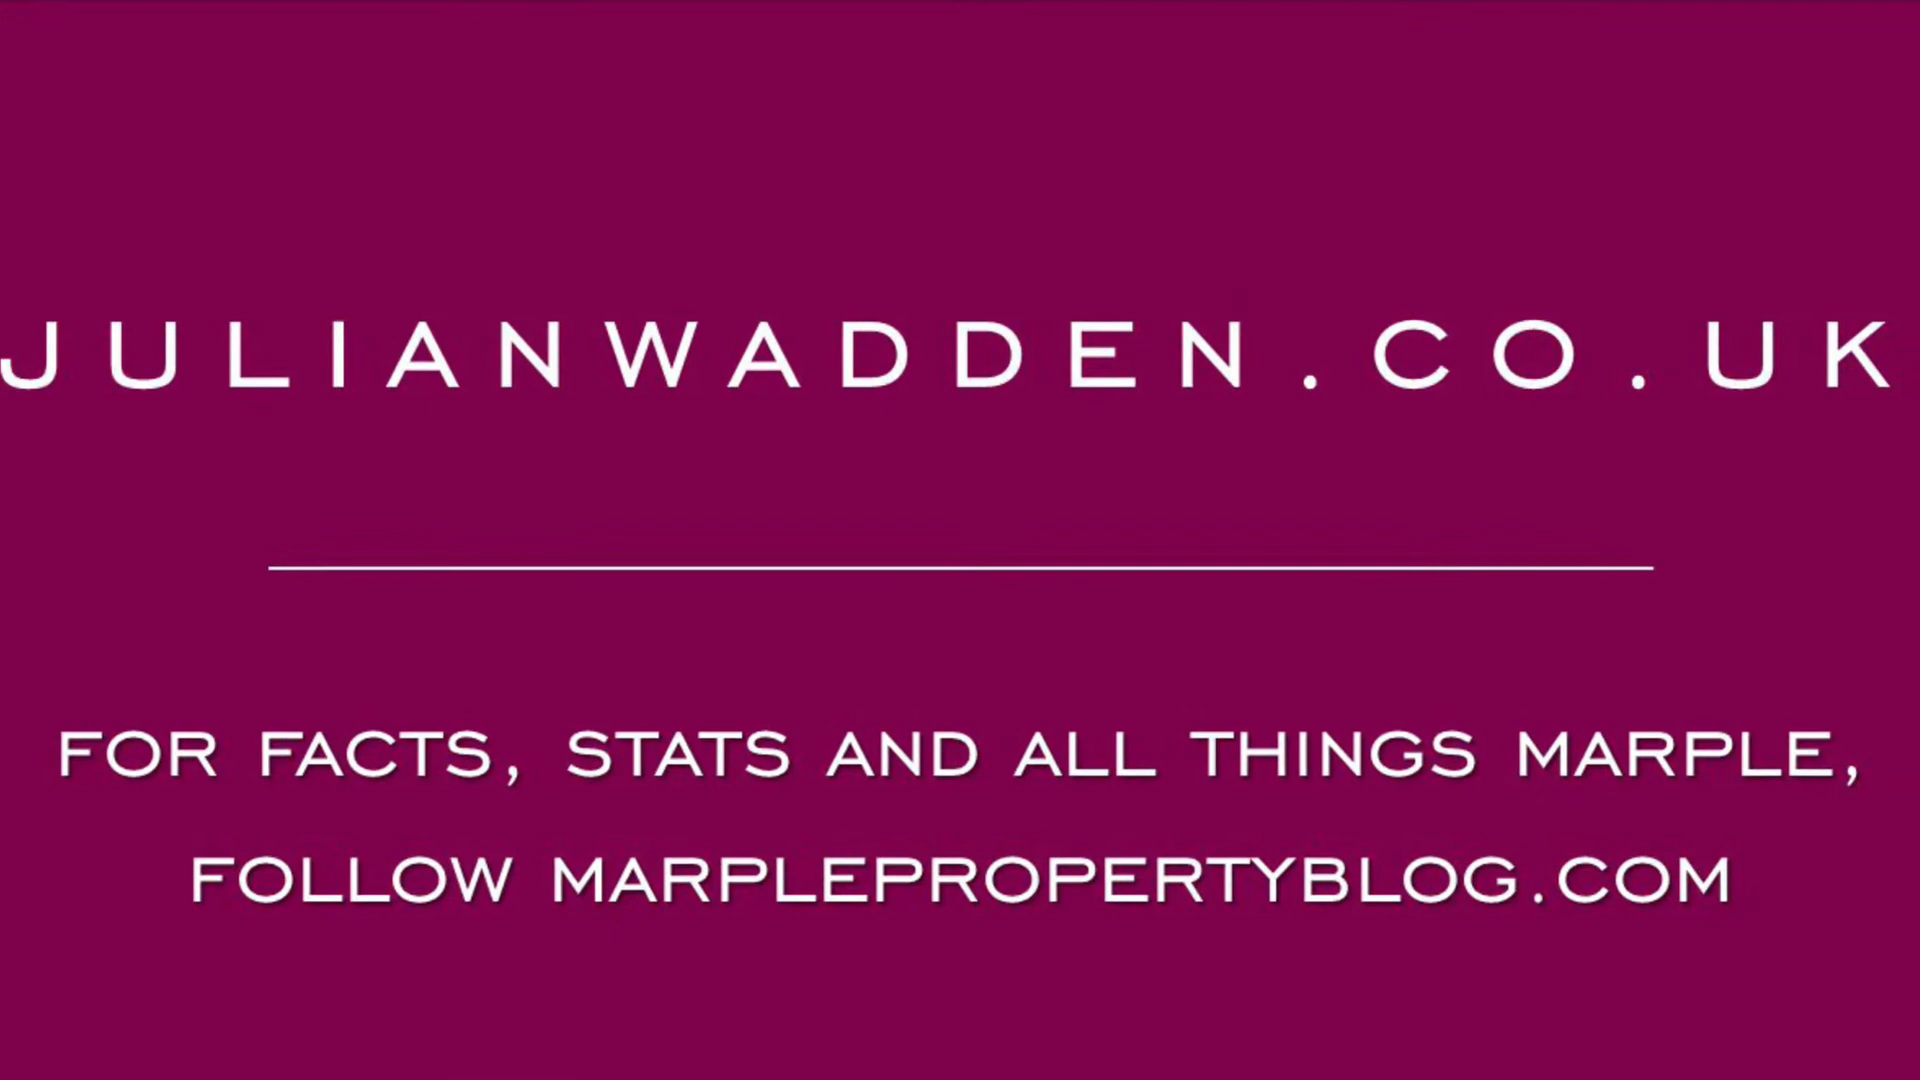 JULIANWADDEN.CO.UK
FOR FACTS, STATS AND ALL THINGS MARPLE,
FOLLOW MARPLEPROPERTYBLOG.COM